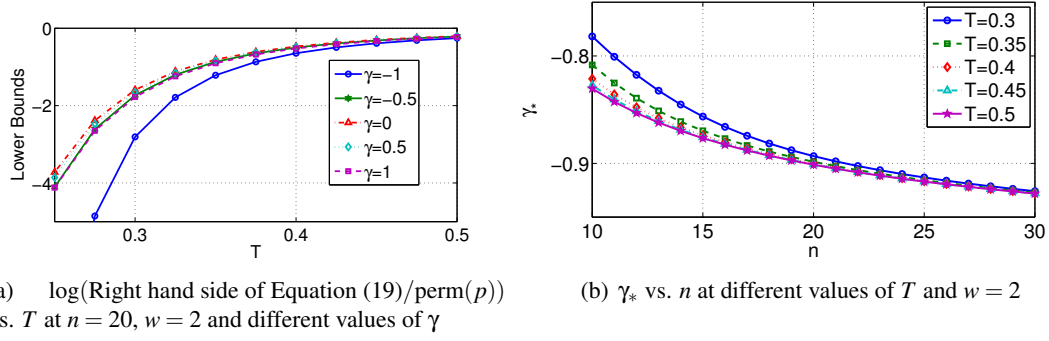 0
−2
−4
Lower Bounds
0.3
0.4
0.5
T
γ=−1
γ=−0.5
γ=0
γ=0.5
γ=1
−0.8
−0.9
γ*
10
15
20
25
30
n
T=0.3
T=0.35
T=0.4
T=0.45
T=0.5
a) log(Right hand side of Equation (19)/perm(p))
s. T at n = 20, w = 2 and different values of γ
(b) γ* vs. n at different values of T and w = 2